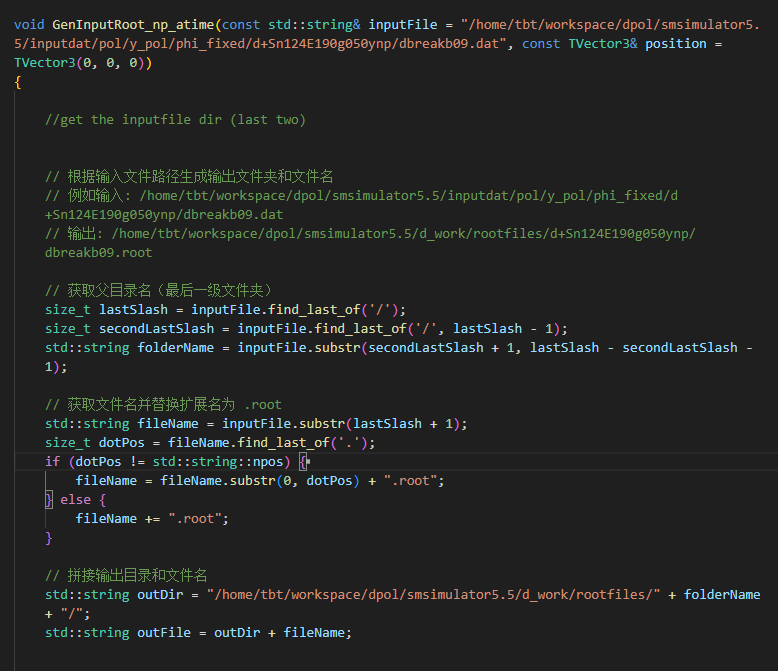 void GenInputRoot_np_atime(const std::string& inputFile = "/home/tbt/workspace/dpol/smsimulator5.
5/inputdat/pol/y_pol/phi_fixed/d+Sn124E190g050ynp/dbreakb09.dat", const TVector3& position =
TVector3(0, 0, 0))
{
//get the inputfile dir (last two)
// 根据输入文件路径生成输出文件夹和文件名
// 例如输入: /home/tbt/workspace/dpol/smsimulator5.5/inputdat/pol/y_pol/phi_fixed/d
+Sn124E190g050ynp/dbreakb09.dat
// 输出: /home/tbt/workspace/dpol/smsimulator5.5/d_work/rootfiles/d+Sn124E190g050ynp/
dbreakb09.root
// 获取父目录名（最后一级文件夹）
size_t lastSlash = inputFile.find_last_of('/');
size_t secondLastSlash = inputFile.find_last_of('/', lastSlash - 1);
std::string folderName = inputFile.substr(secondLastSlash + 1, lastSlash - secondLastSlash -
1);
// 获取文件名并替换扩展名为 .root
std::string fileName = inputFile.substr(lastSlash + 1);
size_t dotPos = fileName.find_last_of('.');
if (dotPos != std::string::npos) {
fileName = fileName.substr(0, dotPos) + ".root";
} else {
fileName += ".root";
}
// 拼接输出目录和文件名
std::string outDir = "/home/tbt/workspace/dpol/smsimulator5.5/d_work/rootfiles/" + folderName
+ "/";
std::string outFile = outDir + fileName;